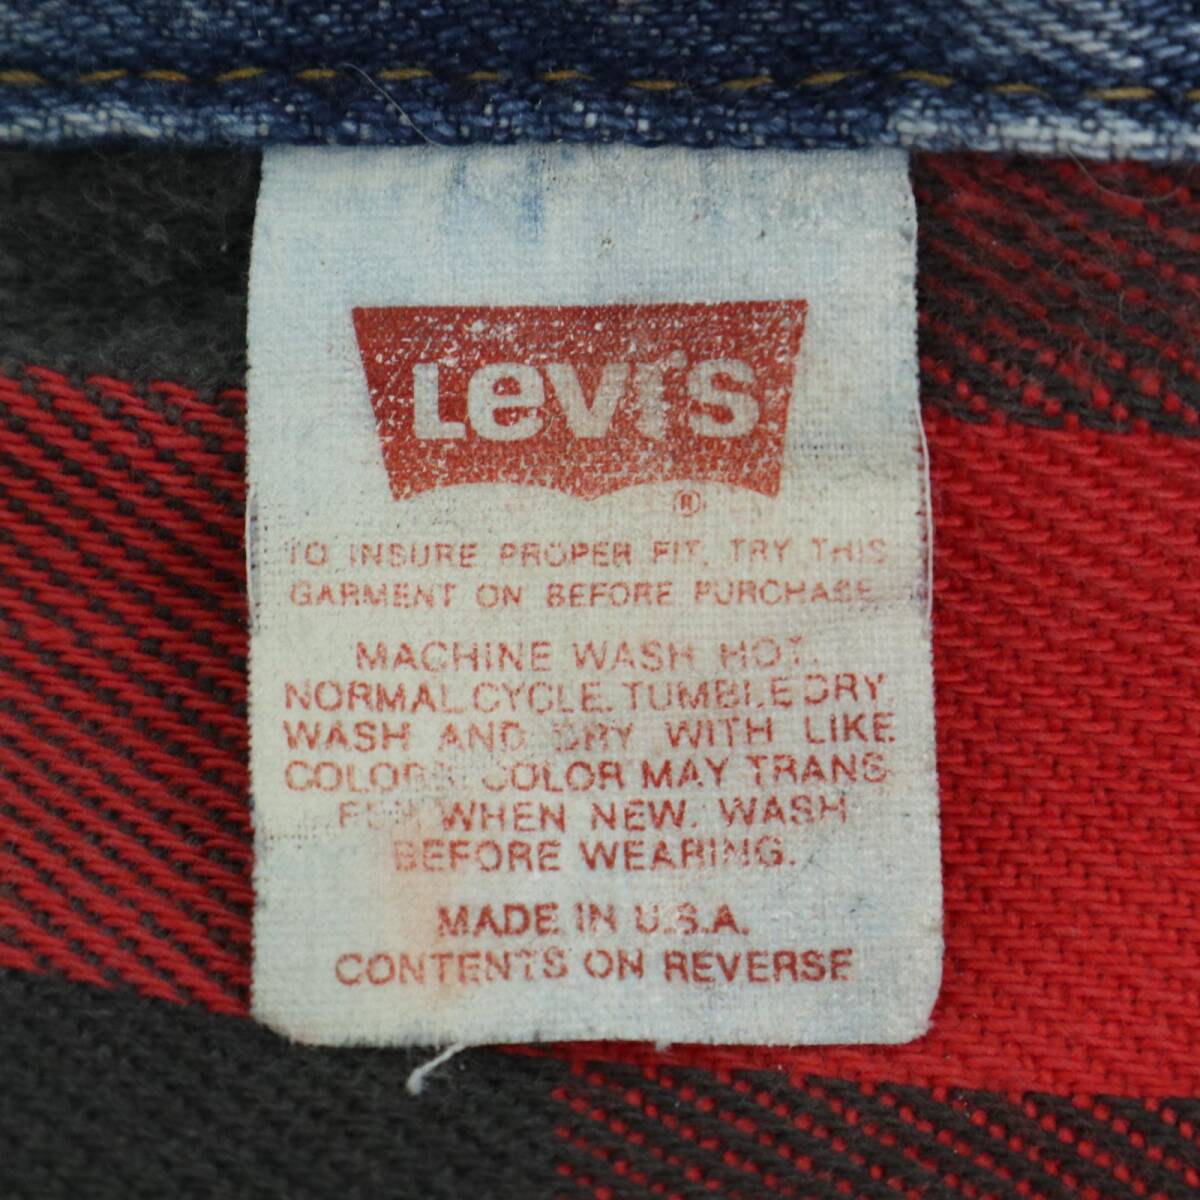 Levi's
®
TO INSURE PROPER FIT, TRY THIS
GARMENT ON BEFORE PURCHASE.
MACHINE WASH HOT.
NORMAL CYCLE. TUMBLE DRY.
WASH AND DRY WITH LIKE
COLORS. COLOR MAY TRANS-
FER WHEN NEW. WASH
BEFORE WEARING.
MADE IN U.S.A.
CONTENTS ON REVERSE